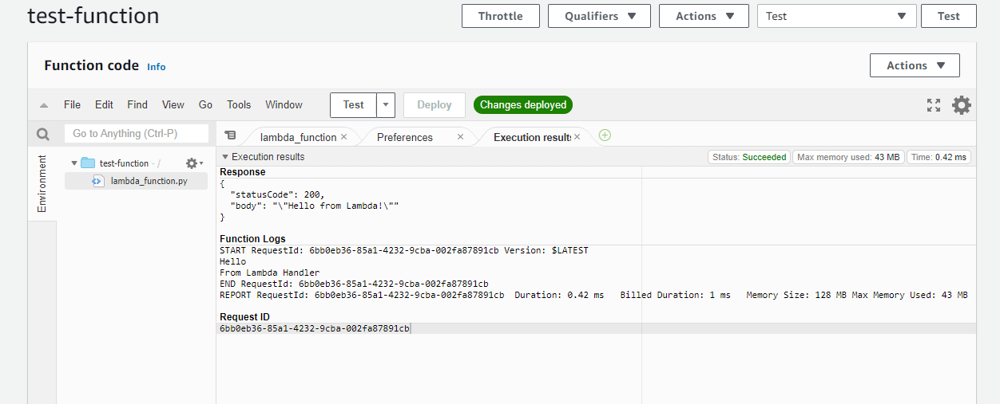 test-function
Throttle Qualifiers Actions Test Test
Function code Info
Actions
File Edit Find View Go Tools Window Test Deploy Changes deployed
Go to Anything (Ctrl-P)
lambda_function Preferences Execution results
Environment
test-function - /
lambda_function.py
Execution results Status: Succeeded Max memory used: 43 MB Time: 0.42 ms
Response
{
"statusCode": 200,
"body": "\"Hello from Lambda!\""
}
Function Logs
START RequestId: 6bb0eb36-85a1-4232-9cba-002fa87891cb Version: $LATEST
Hello
From Lambda Handler
END RequestId: 6bb0eb36-85a1-4232-9cba-002fa87891cb
REPORT RequestId: 6bb0eb36-85a1-4232-9cba-002fa87891cb Duration: 0.42 ms Billed Duration: 1 ms Memory Size: 128 MB Max Memory Used: 43 MB
Request ID
6bb0eb36-85a1-4232-9cba-002fa87891cb